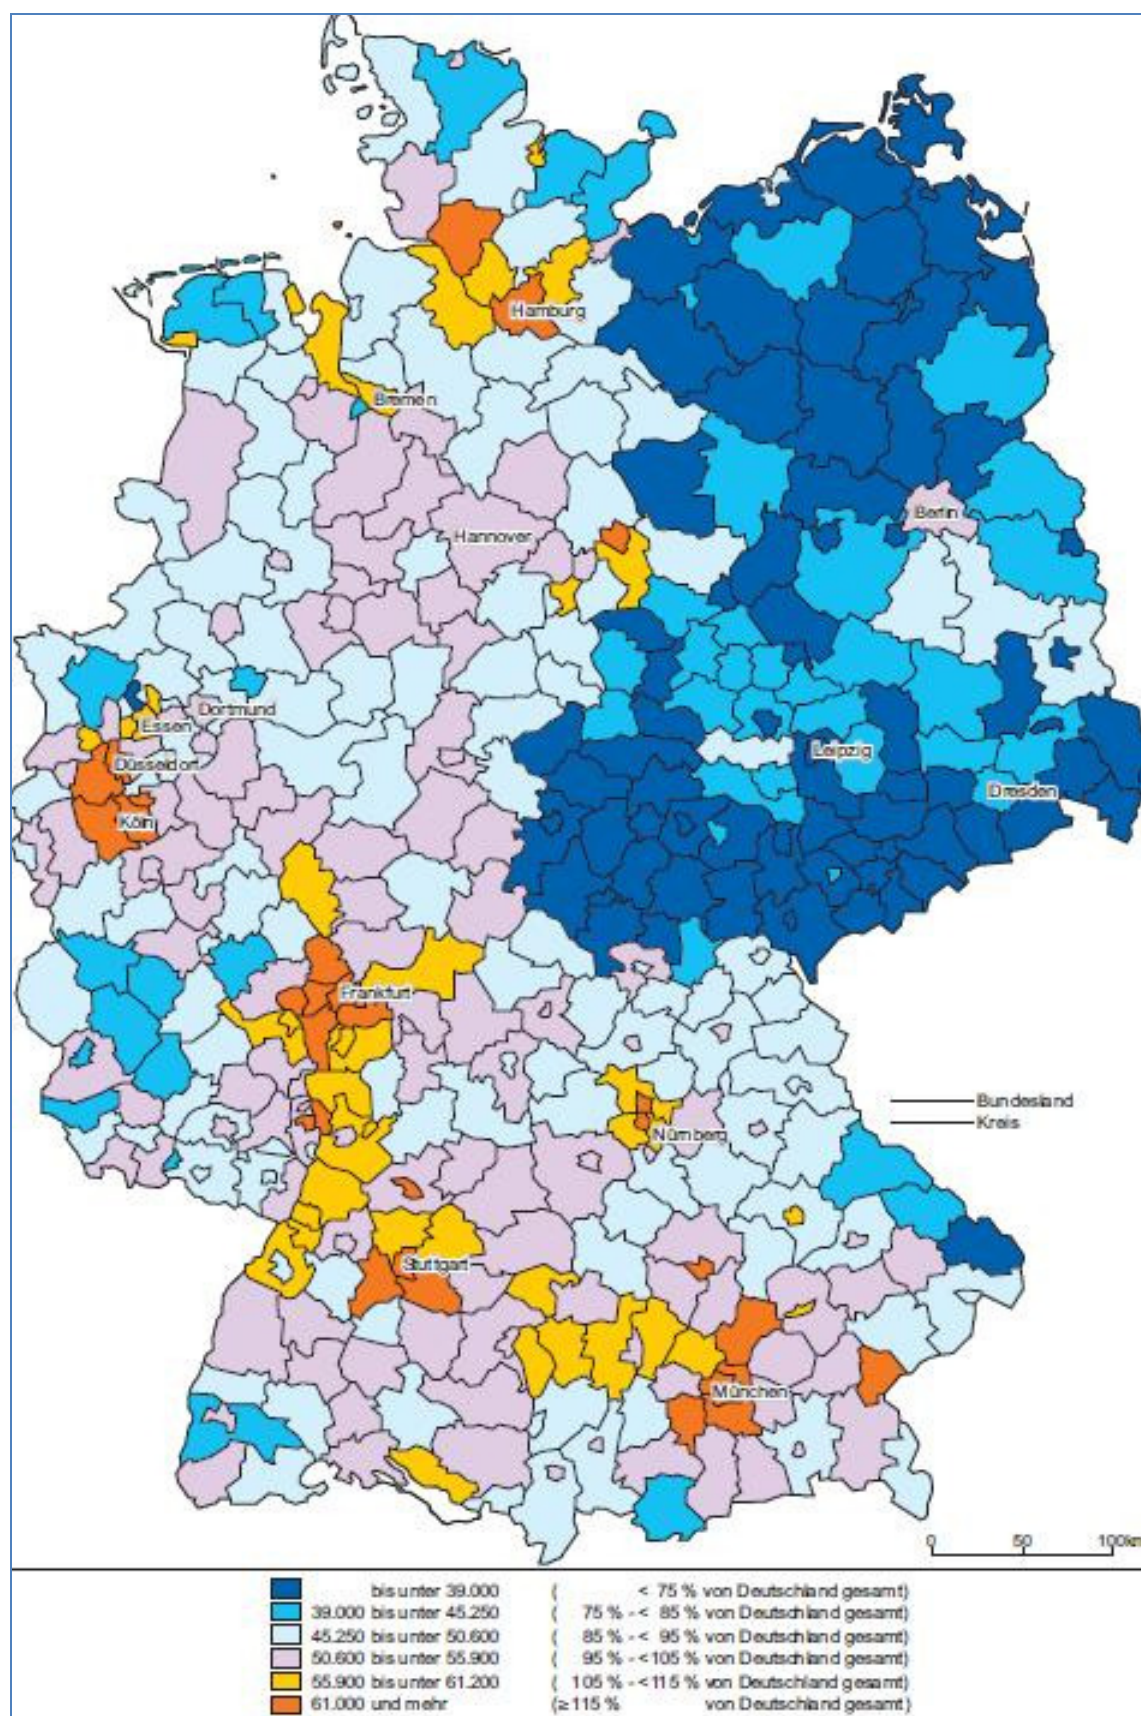 Hamburg
Bremen
Berlin
Hannover
Dortmund
Essen
Düsseldorf
Leipzig
Dresden
Köln
Frankfurt
Bundesland
Kreis
Nürnberg
Stuttgart
München
0 50 100km
bis unter 39.000 ( < 75 % von Deutschland gesamt)
39.000 bis unter 45.250 ( 75 % - < 85 % von Deutschland gesamt)
45.250 bis unter 50.600 ( 85 % - < 95 % von Deutschland gesamt)
50.600 bis unter 55.900 ( 95 % - <105 % von Deutschland gesamt)
55.900 bis unter 61.200 ( 105 % - <115 % von Deutschland gesamt)
61.000 und mehr (≥115 % von Deutschland gesamt)